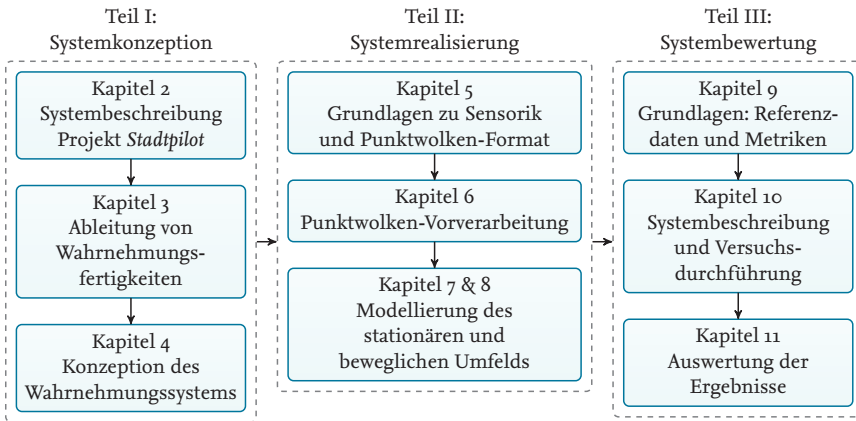 Teil I:
Systemkonzeption
Kapitel 2
Systembeschreibung
Projekt Stadtpilot
Kapitel 3
Ableitung von
Wahrnehmungs-
fertigkeiten
Kapitel 4
Konzeption des
Wahrnehmungssystems
Teil II:
Systemrealisierung
Kapitel 5
Grundlagen zu Sensorik
und Punktwolken-Format
Kapitel 6
Punktwolken-Vorverarbeitung
Kapitel 7 & 8
Modellierung des
stationären und
beweglichen Umfelds
Teil III:
Systembewertung
Kapitel 9
Grundlagen: Referenz-
daten und Metriken
Kapitel 10
Systembeschreibung
und Versuchs-
durchführung
Kapitel 11
Auswertung der
Ergebnisse